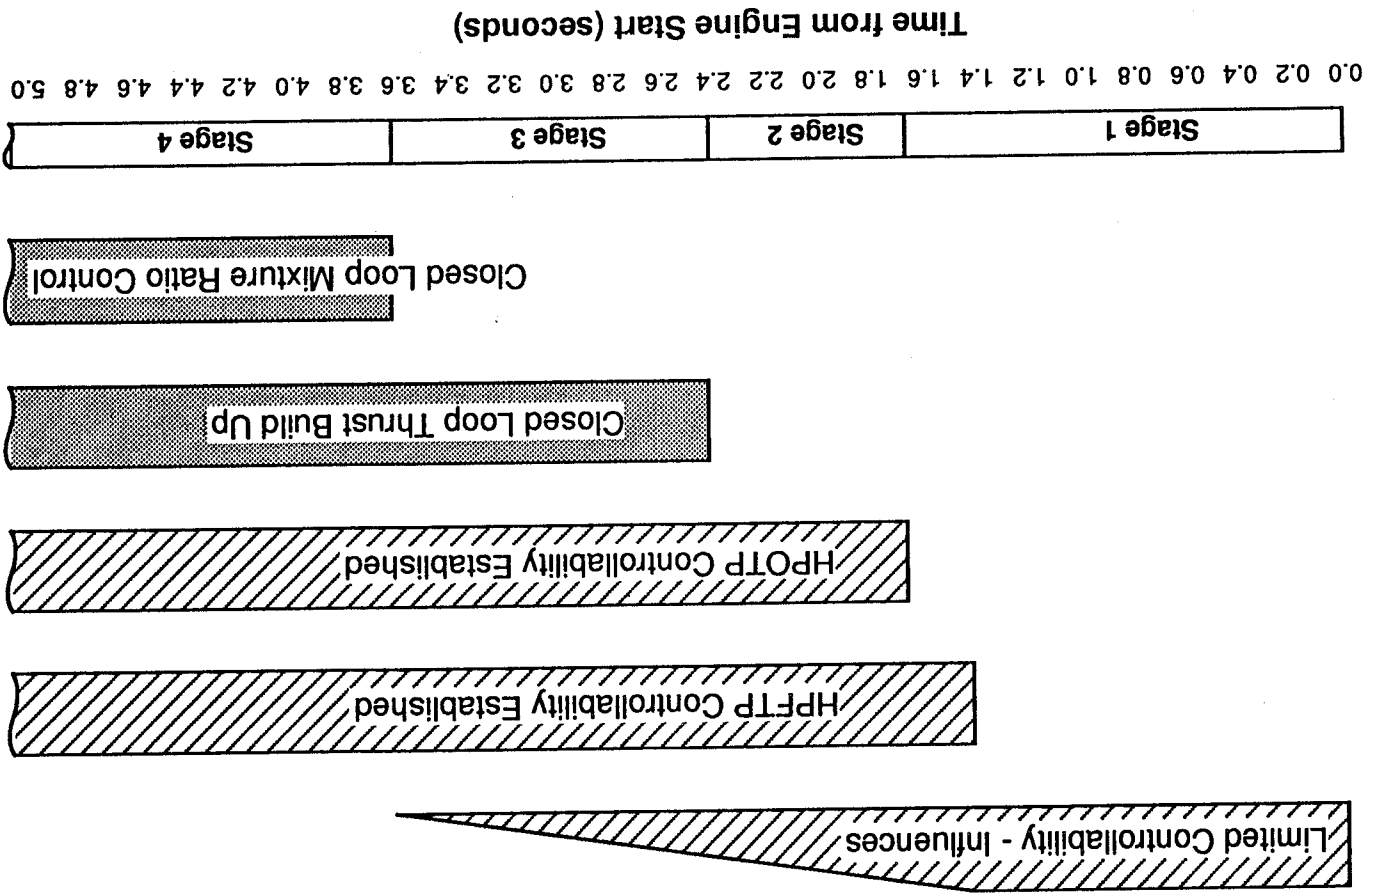 Limited Controllability - Influences
HPFTP Controllability Established
HPOTP Controllability Established
Closed Loop Thrust Build Up
Closed Loop Mixture Ratio Control
Stage 1 Stage 2 Stage 3 Stage 4
0.0 0.2 0.4 0.6 0.8 1.0 1.2 1.4 1.6 1.8 2.0 2.2 2.4 2.6 2.8 3.0 3.2 3.4 3.6 3.8 4.0 4.2 4.4 4.6 4.8 5.0
Time from Engine Start (seconds)